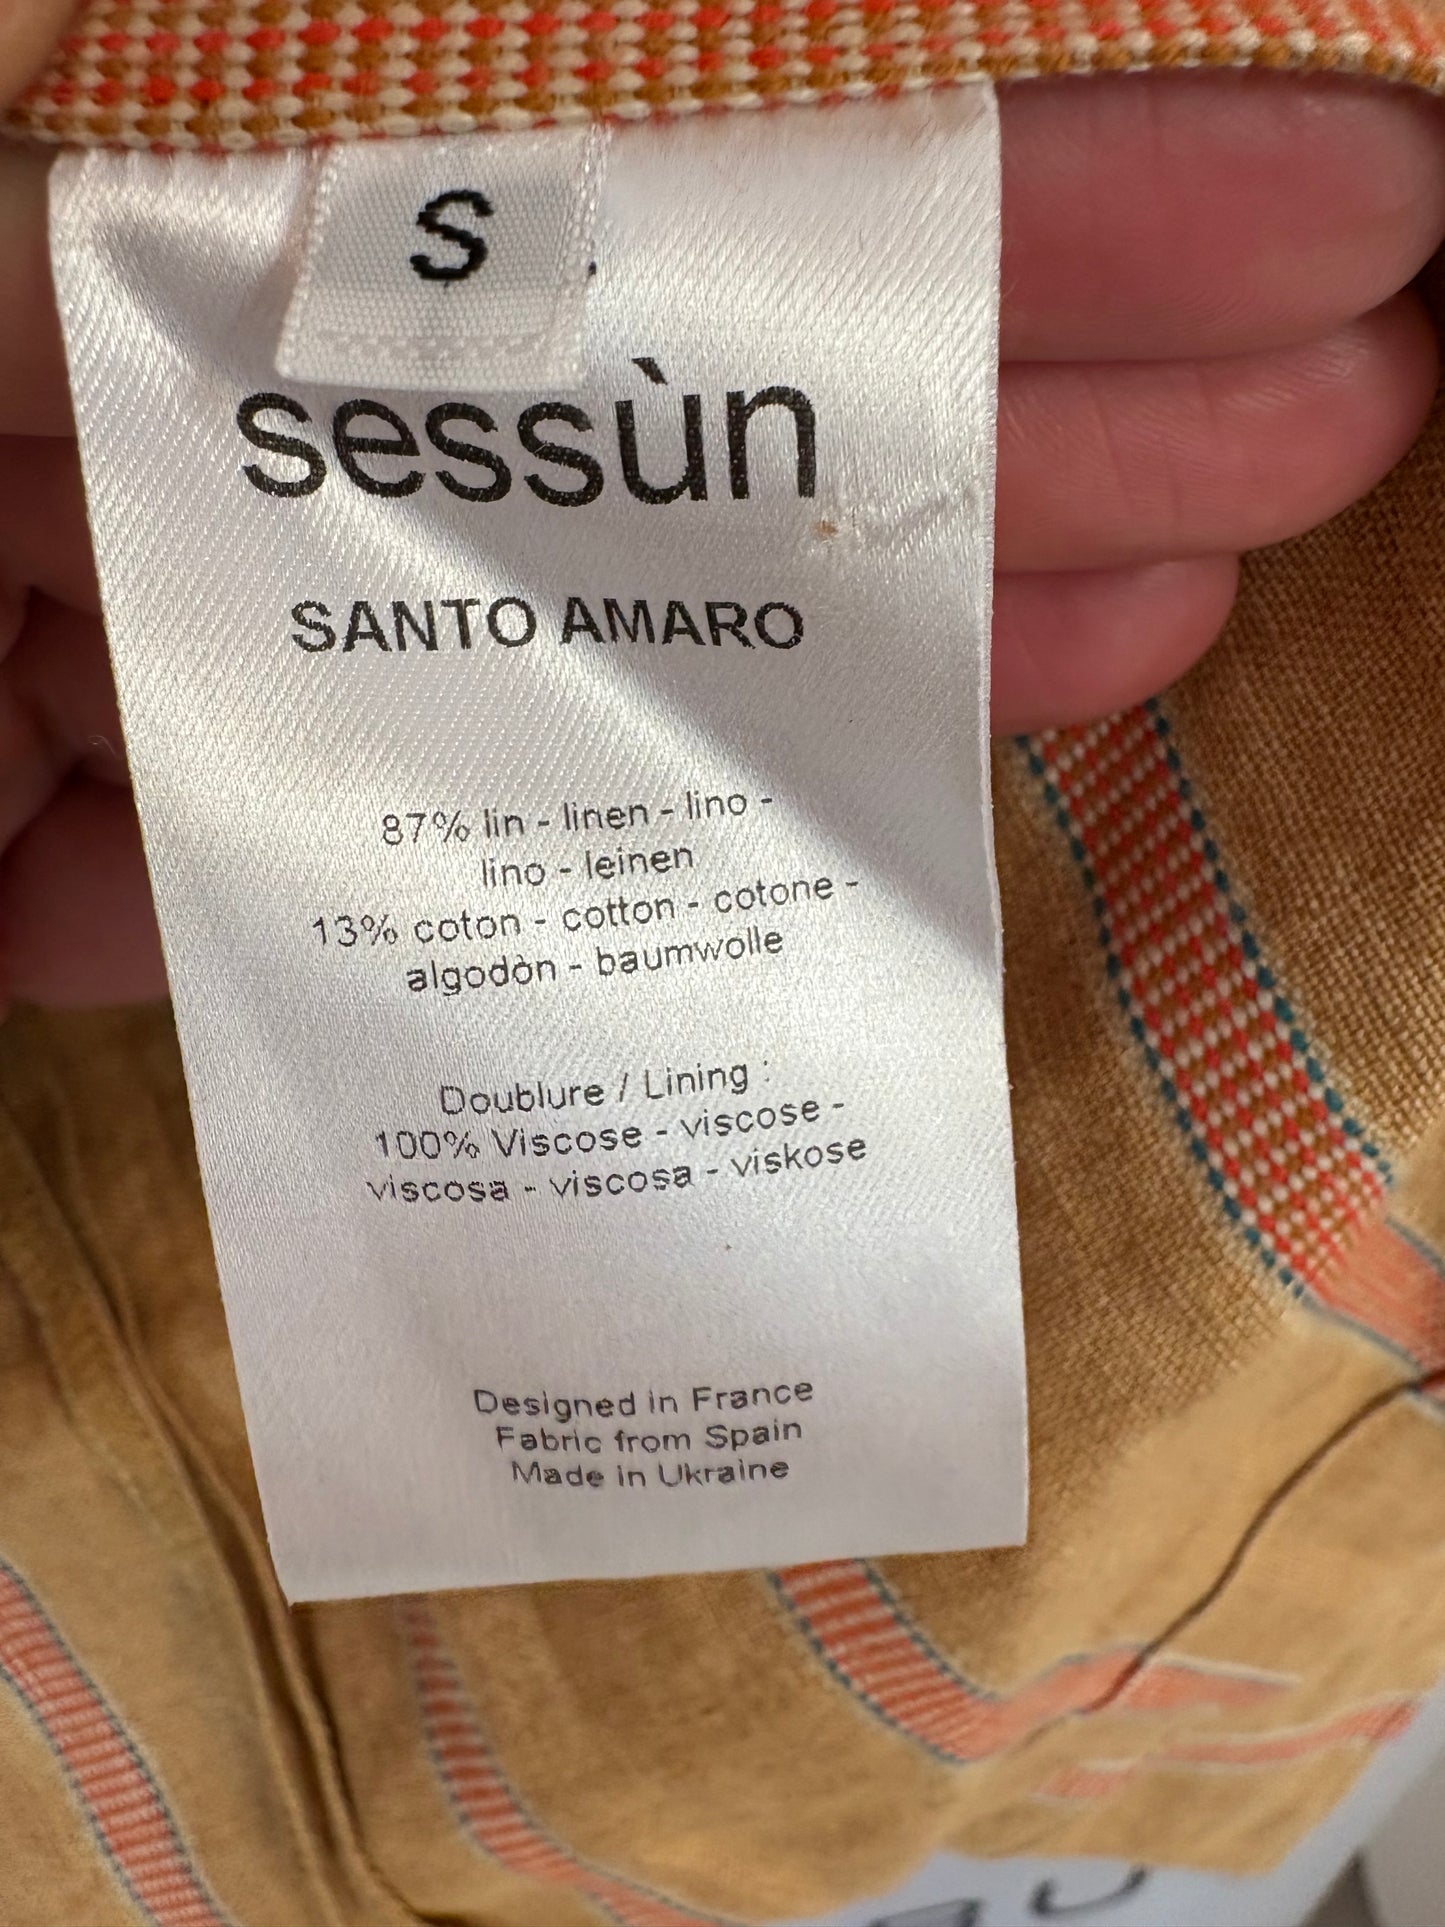 S
sessùn
SANTO AMARO
87% lin - linen - lino -
lino - leinen
13% coton - cotton - cotone -
algodòn - baumwolle
Doublure / Lining :
100% Viscose - viscose -
viscosa - viscosa - viskose
Designed in France
Fabric from Spain
Made in Ukraine